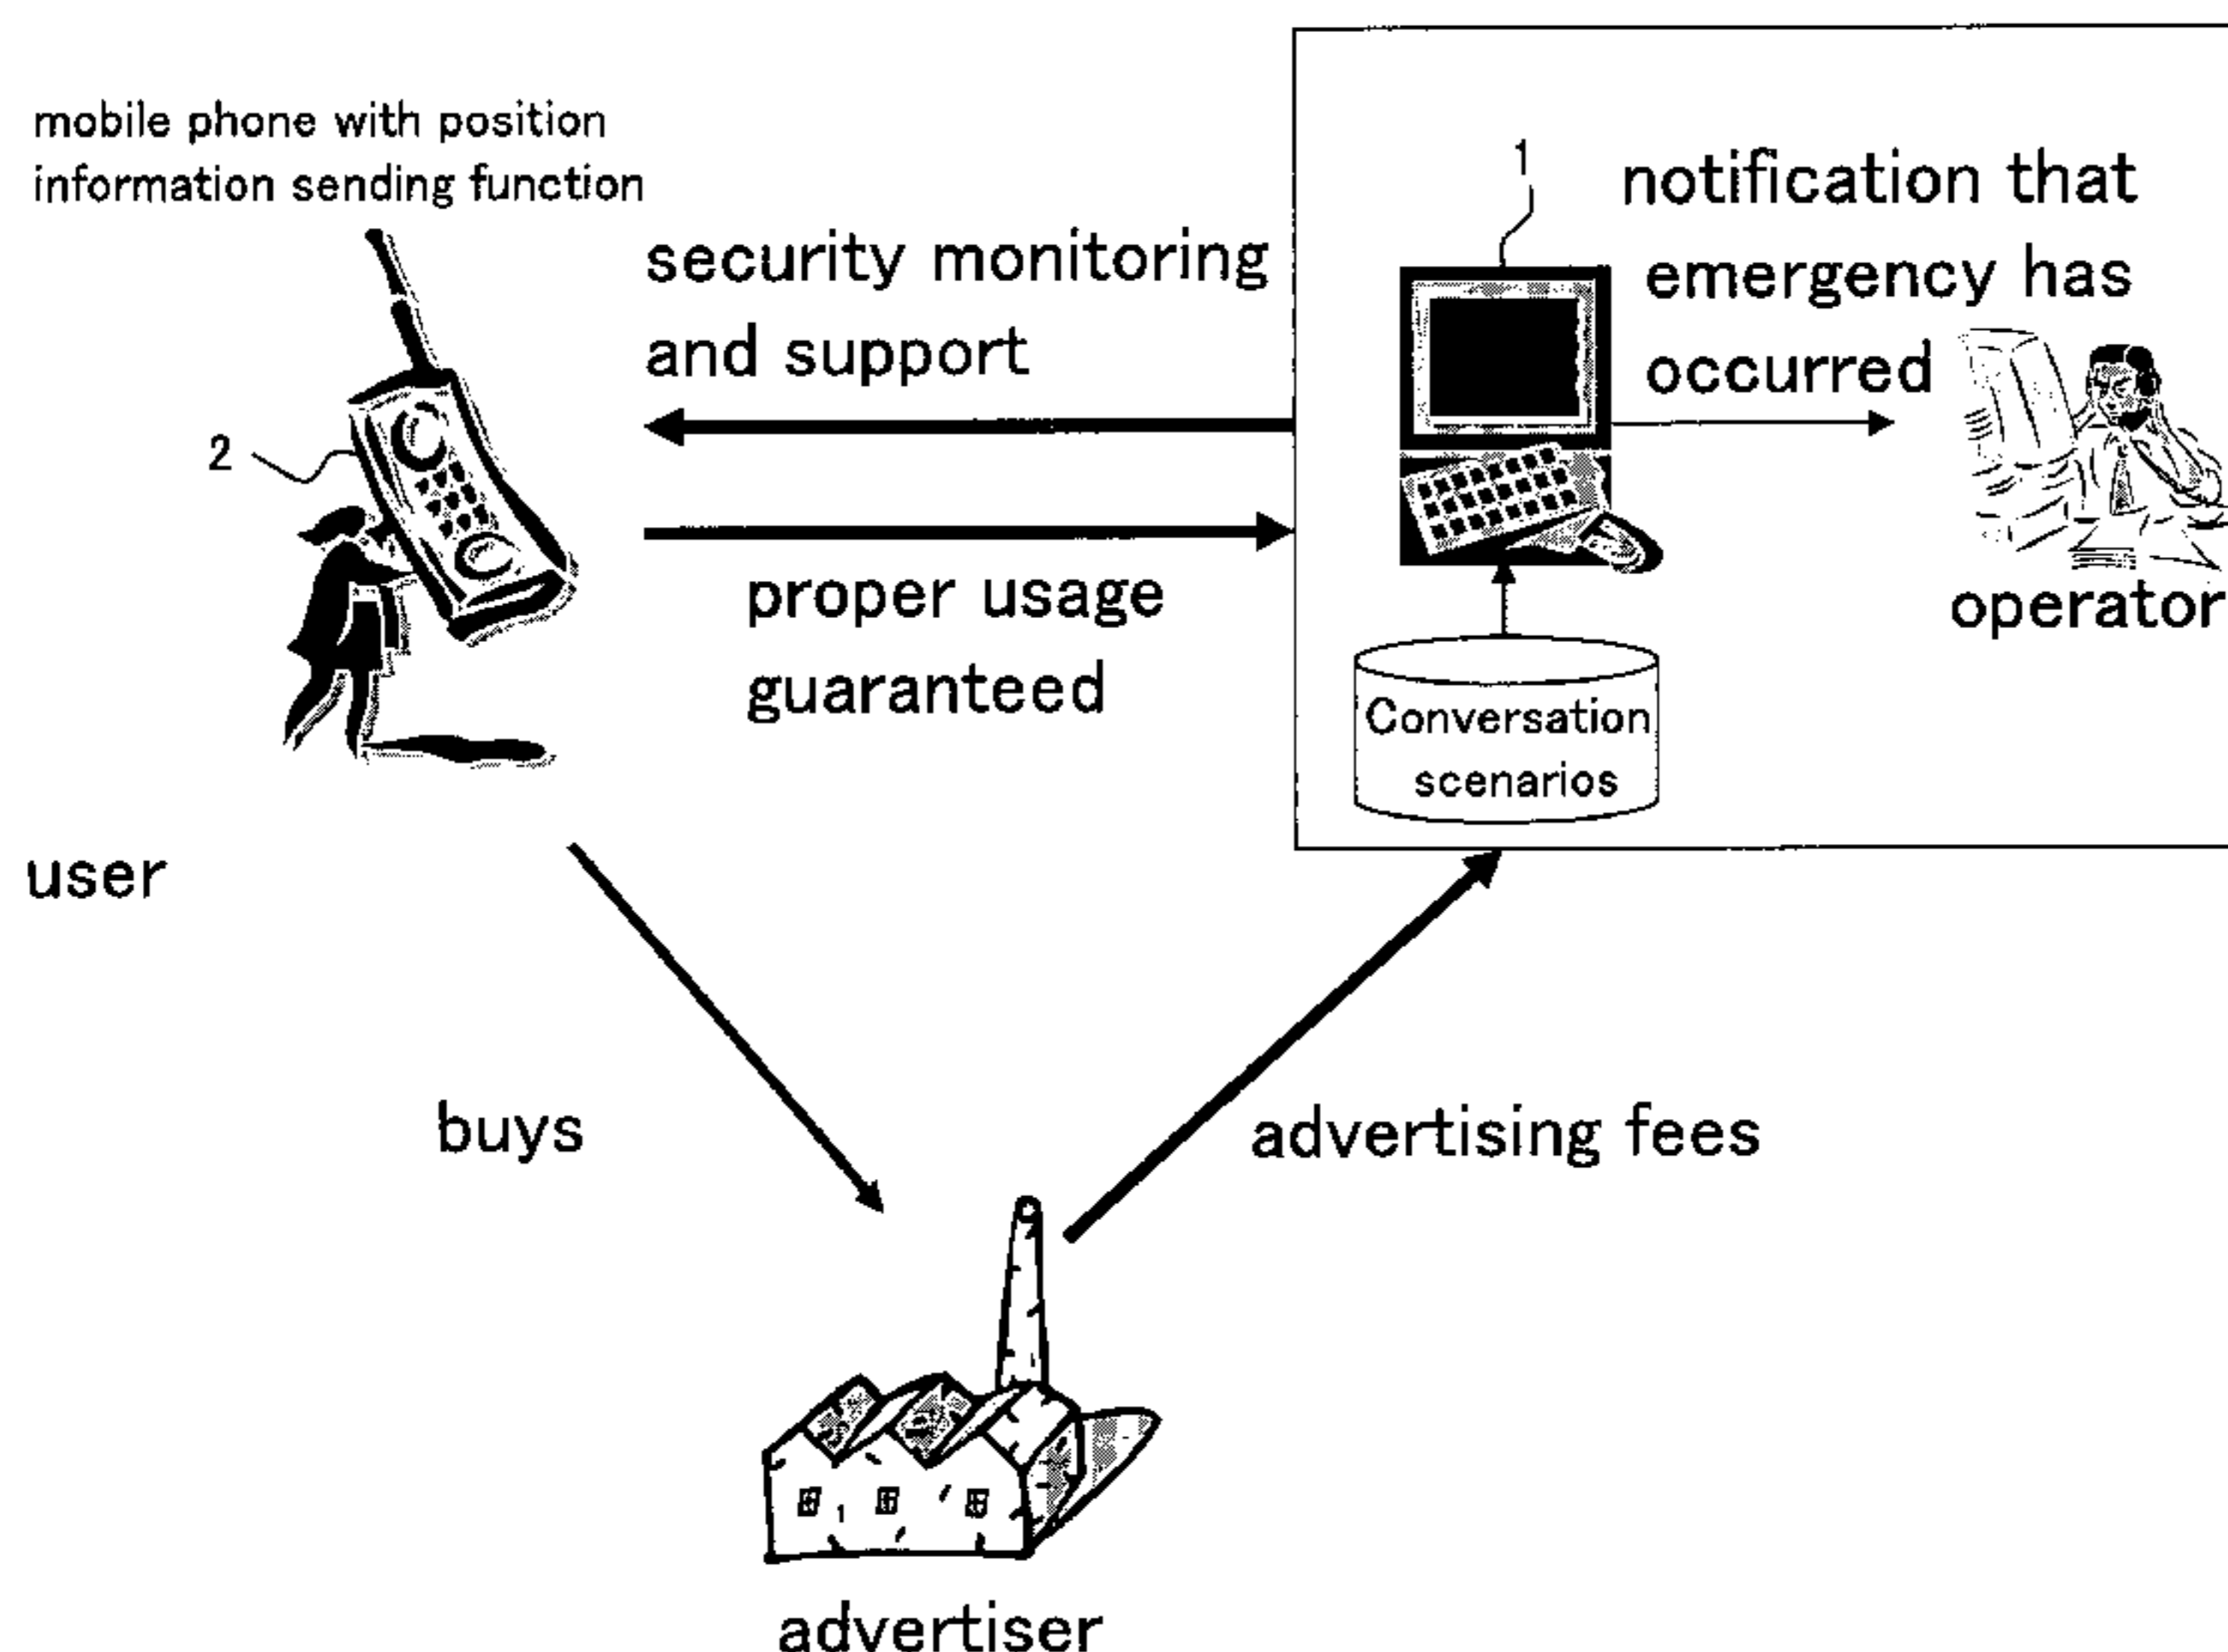 mobile phone with position
information sending function
2
user
security monitoring
and support
proper usage
guaranteed
1
notification that
emergency has
occurred
operator
Conversation
scenarios
buys
advertising fees
advertiser